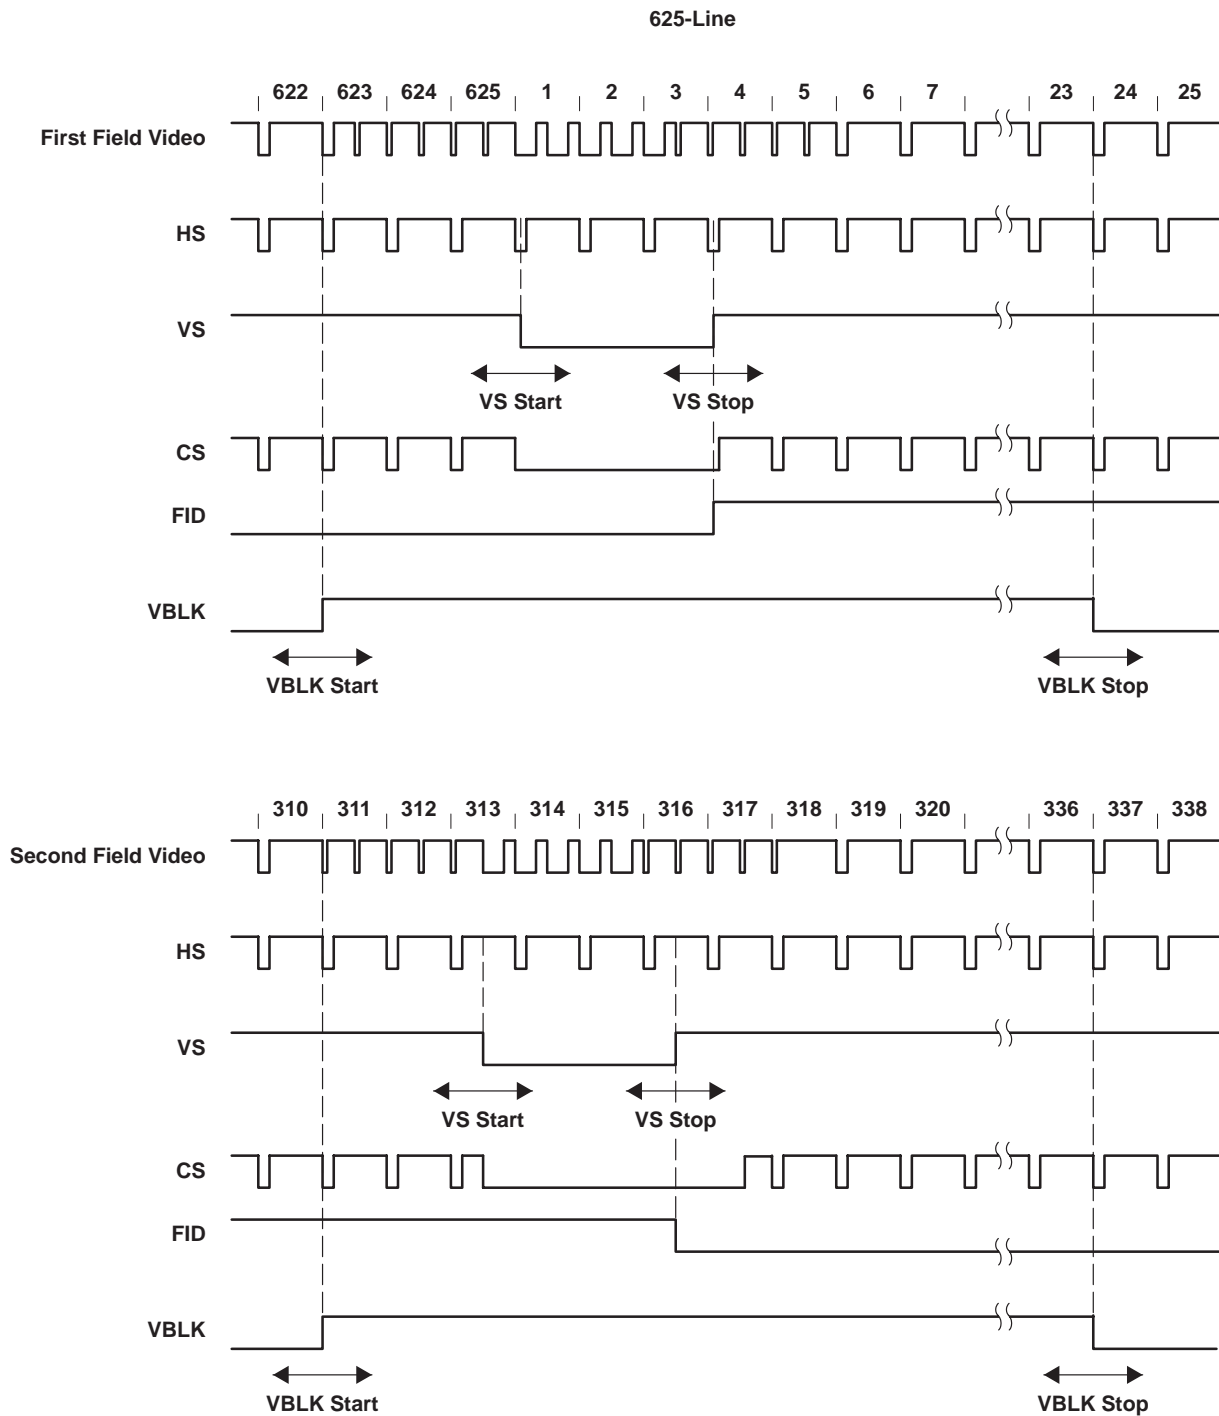 625-Line
622 623 624 625 1 2 3 4 5 6 7 23 24 25
First Field Video
HS
VS
VS Start VS Stop
CS
FID
VBLK
VBLK Start VBLK Stop
310 311 312 313 314 315 316 317 318 319 320 336 337 338
Second Field Video
HS
VS
VS Start VS Stop
CS
FID
VBLK
VBLK Start VBLK Stop